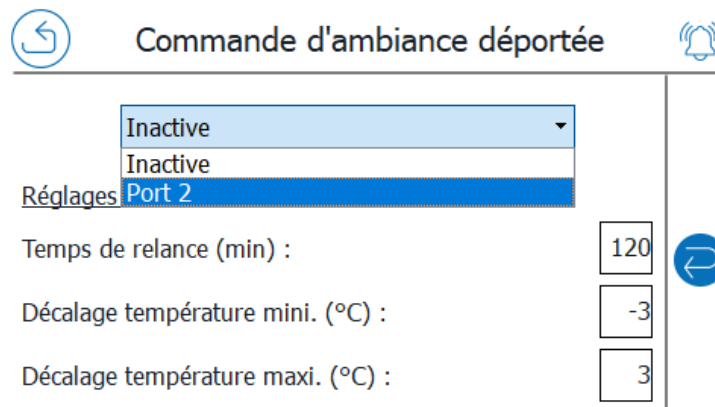 Commande d'ambiance déportée
Inactive
Inactive
Réglages Port 2
Temps de relance (min) : 120
Décalage température mini. (°C) : -3
Décalage température maxi. (°C) : 3